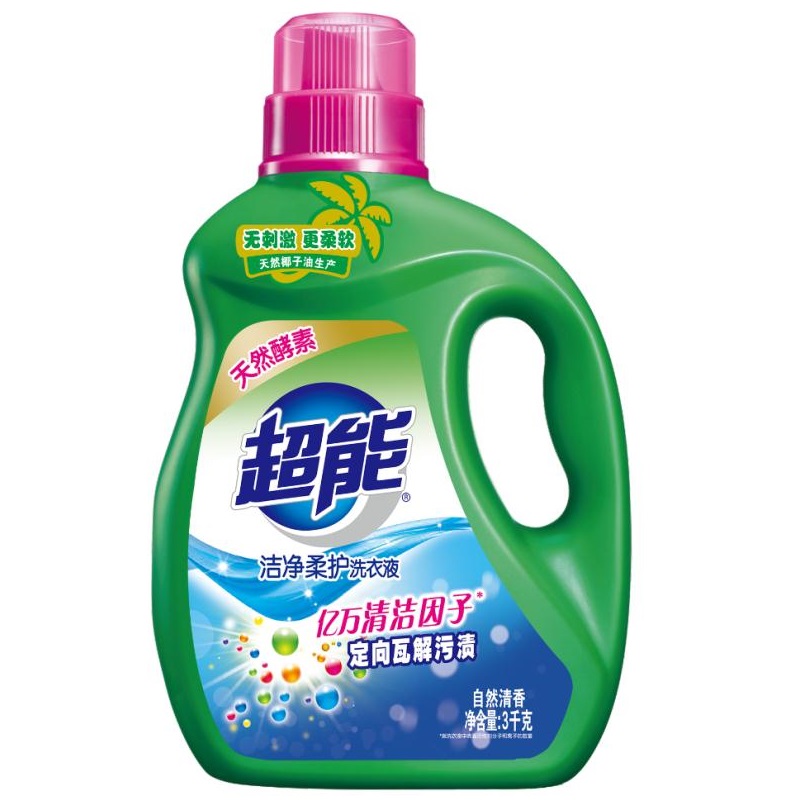 无刺激 更柔软
天然椰子油生产
天然酵素
超能®
洁净柔护洗衣液
亿万清洁因子*
定向瓦解污渍
自然清香
净含量:3千克